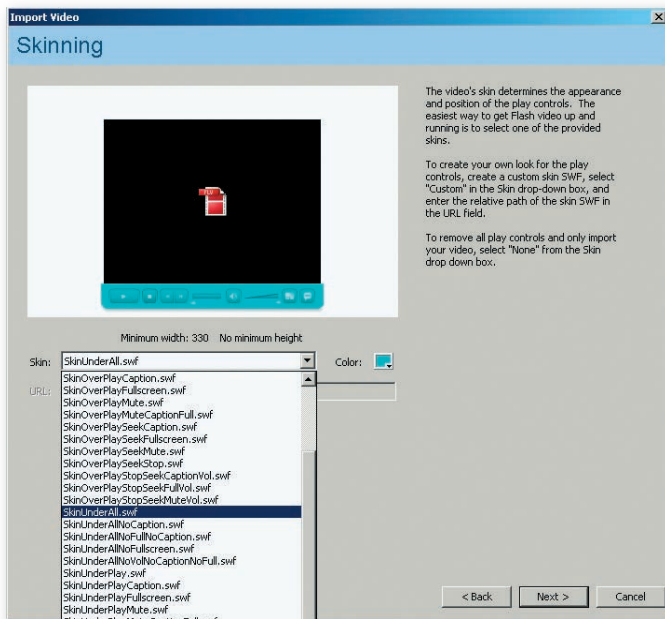 Import Video
Skinning
The video's skin determines the appearance
and position of the play controls. The
easiest way to get Flash video up and
running is to select one of the provided
skins.
To create your own look for the play
controls, create a custom skin SWF, select
"Custom" in the Skin drop-down box, and
enter the relative path of the skin SWF in
the URL field.
To remove all play controls and only import
your video, select "None" from the Skin
drop down box.
FLV
Minimum width: 330 No minimum height
Skin: SkinUnderAll.swf Color:
URL:
SkinOverPlayCaption.swf
SkinOverPlayFullscreen.swf
SkinOverPlayMute.swf
SkinOverPlayMuteCaptionFull.swf
SkinOverPlaySeekCaption.swf
SkinOverPlaySeekFullscreen.swf
SkinOverPlaySeekMute.swf
SkinOverPlaySeekStop.swf
SkinOverPlayStopSeekCaptionVol.swf
SkinOverPlayStopSeekFullVol.swf
SkinOverPlayStopSeekMuteVol.swf
SkinUnderAll.swf
SkinUnderAllNoCaption.swf
SkinUnderAllNoFullNoCaption.swf
SkinUnderAllNoFullscreen.swf
SkinUnderAllNoVolNoCaptionNoFull.swf
SkinUnderPlay.swf
SkinUnderPlayCaption.swf
SkinUnderPlayFullscreen.swf
SkinUnderPlayMute.swf
< Back Next > Cancel